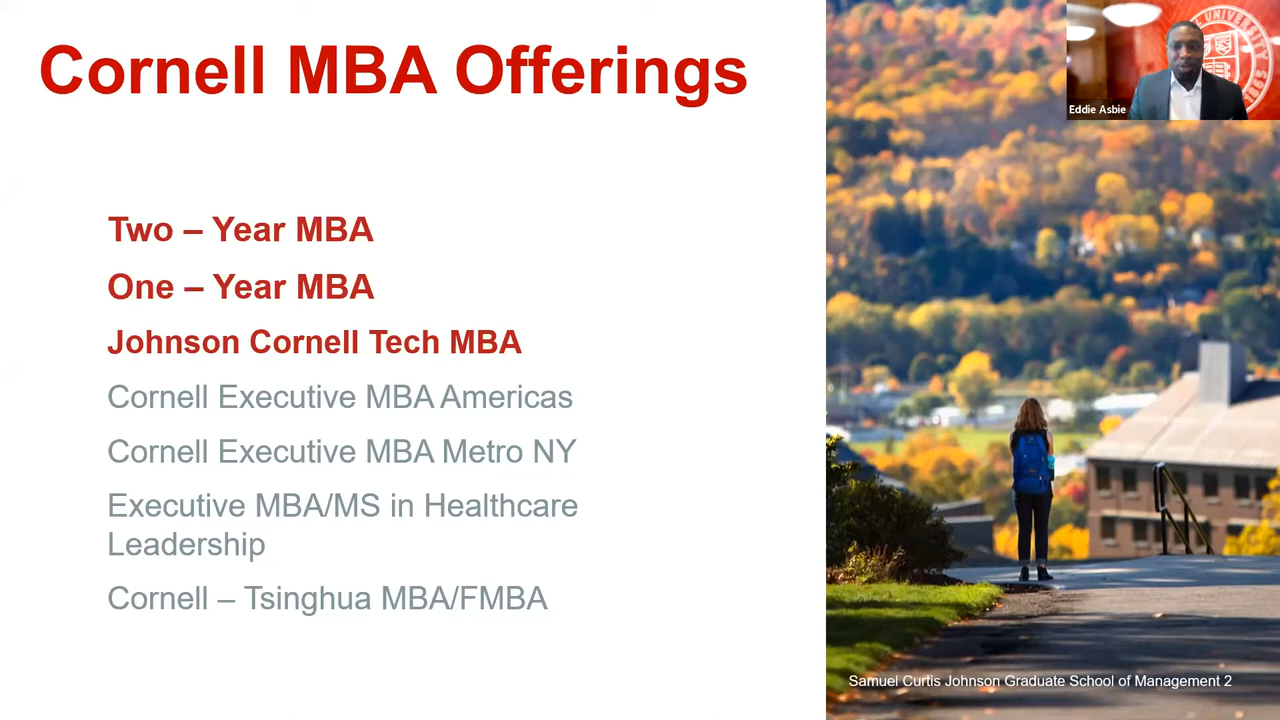 Cornell MBA Offerings
Two – Year MBA
One – Year MBA
Johnson Cornell Tech MBA
Cornell Executive MBA Americas
Cornell Executive MBA Metro NY
Executive MBA/MS in Healthcare
Leadership
Cornell – Tsinghua MBA/FMBA
Eddie Asbie
Samuel Curtis Johnson Graduate School of Management 2